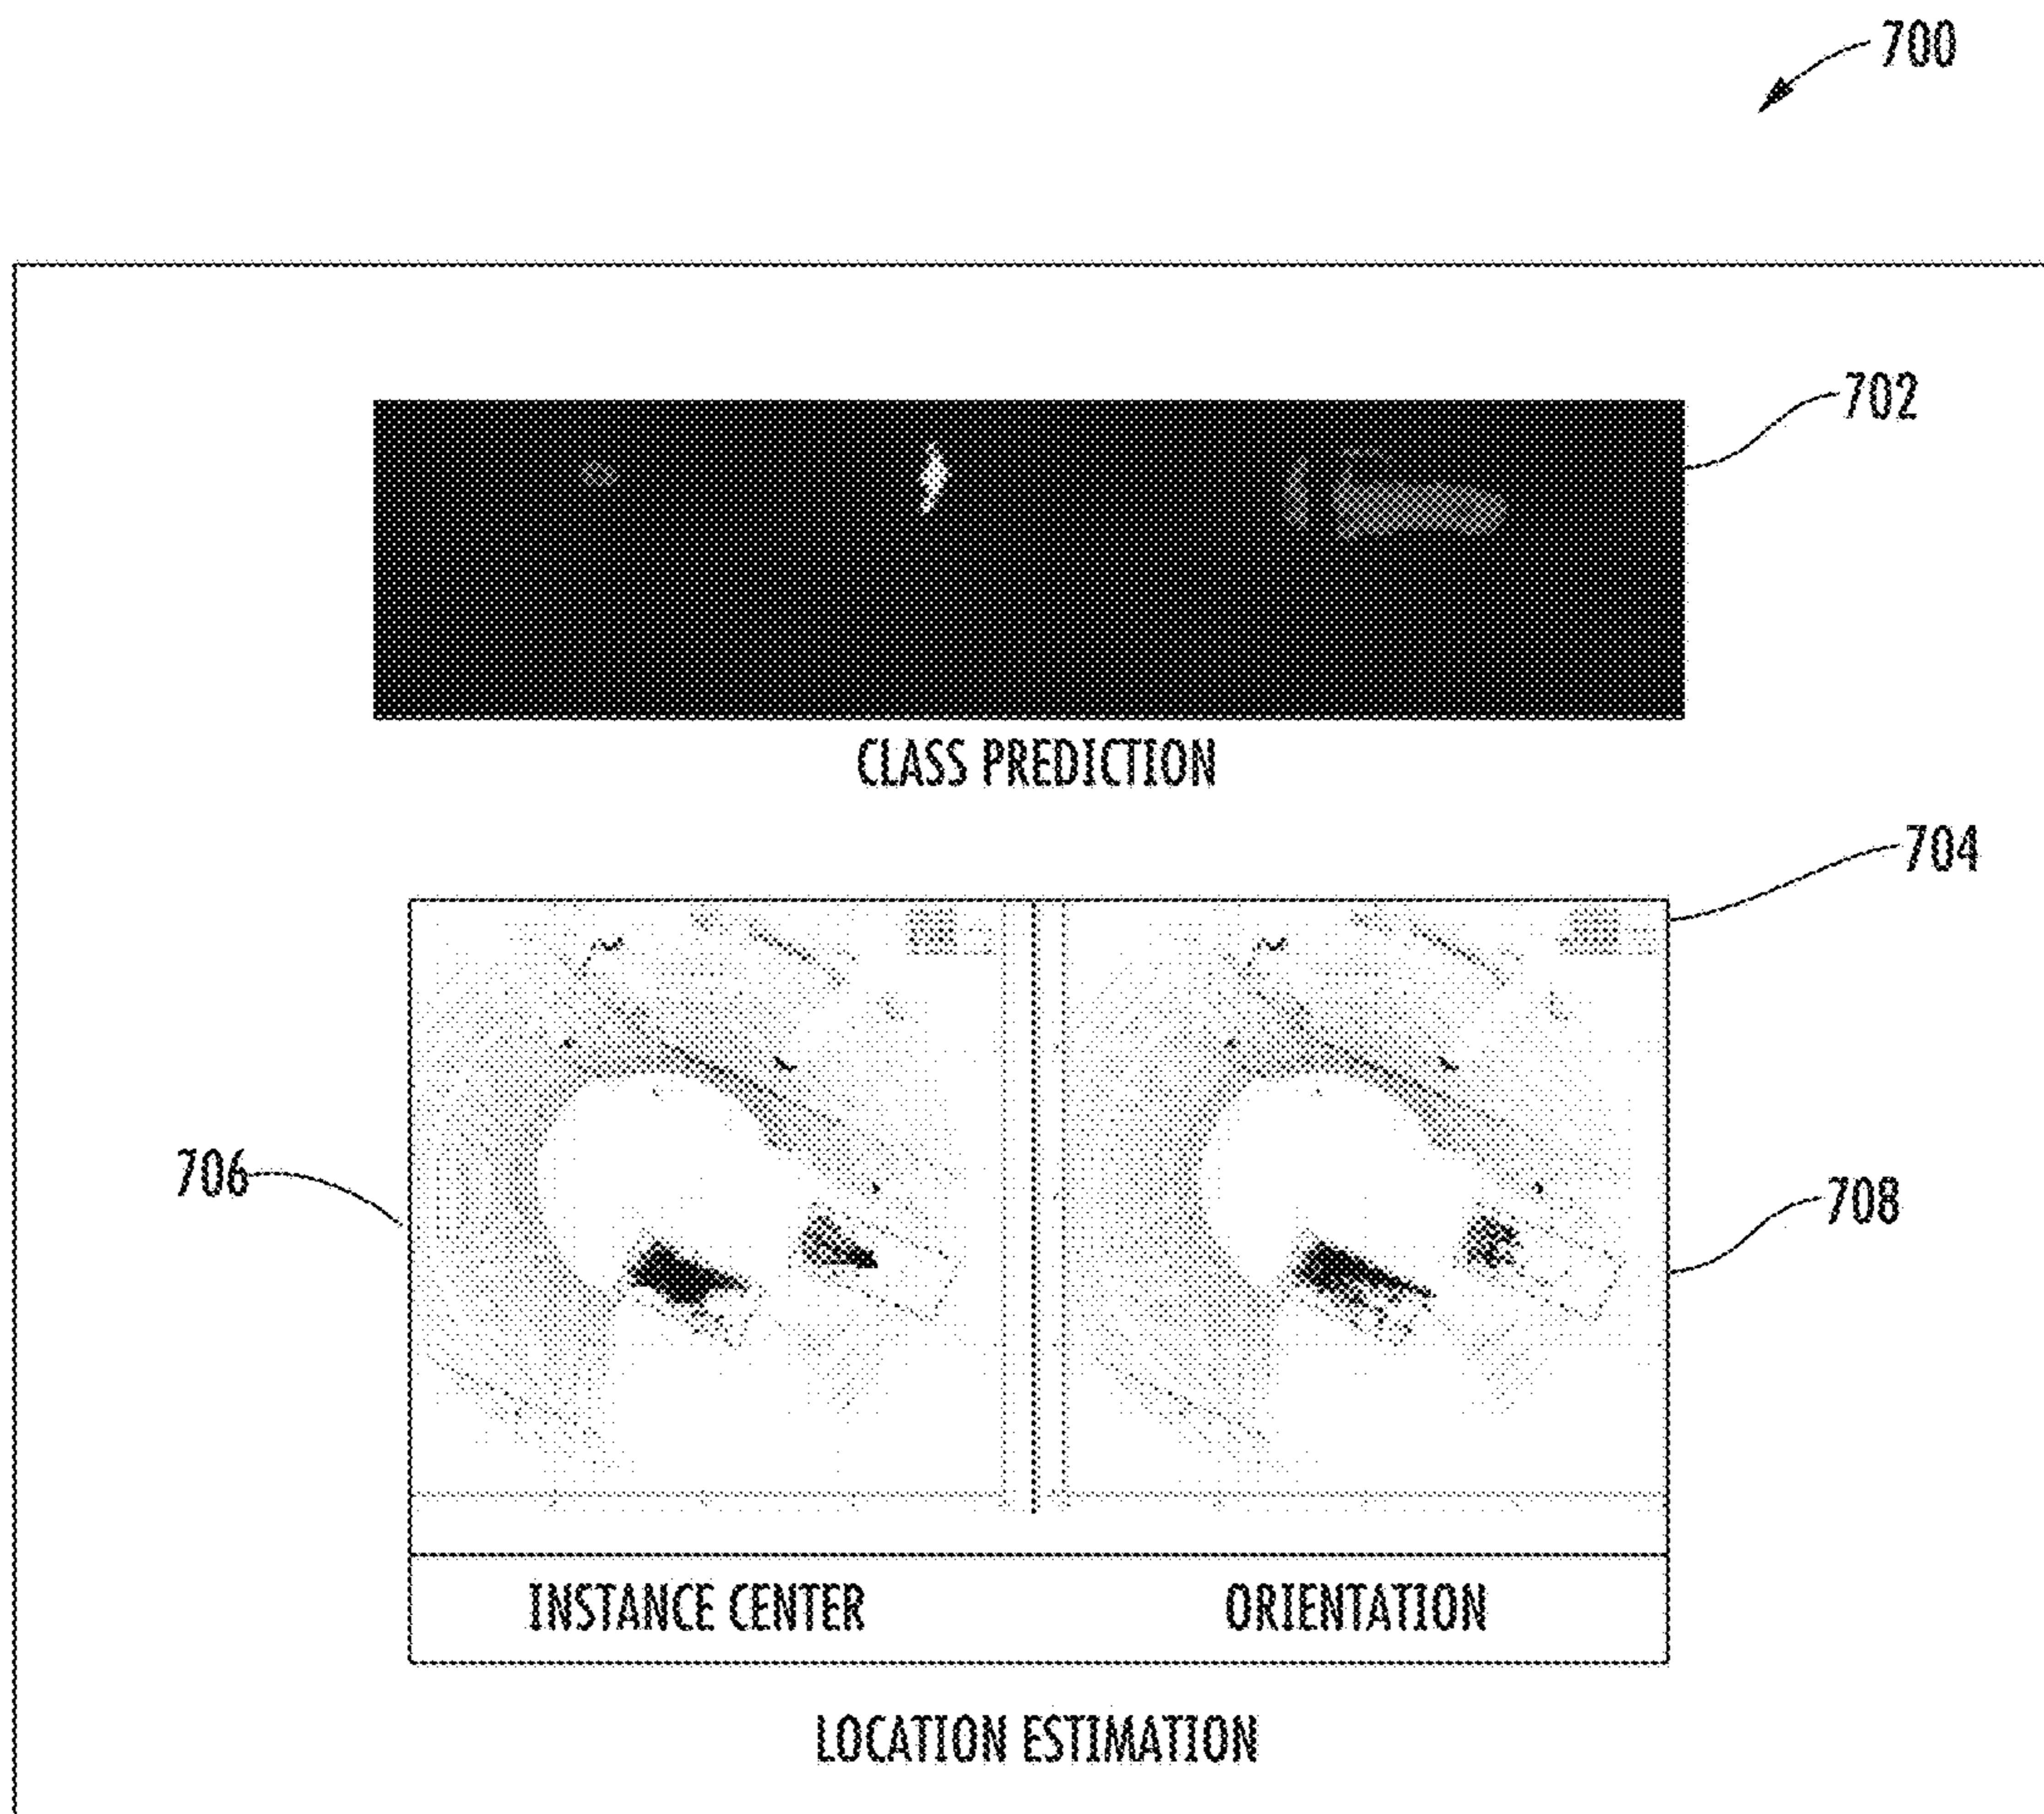 700
702
CLASS PREDICTION
704
706
708
INSTANCE CENTER
ORIENTATION
LOCATION ESTIMATION